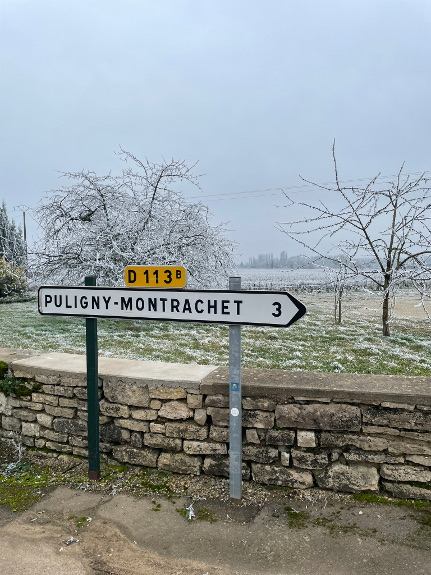 D 113B
PULIGNY-MONTRACHET 3